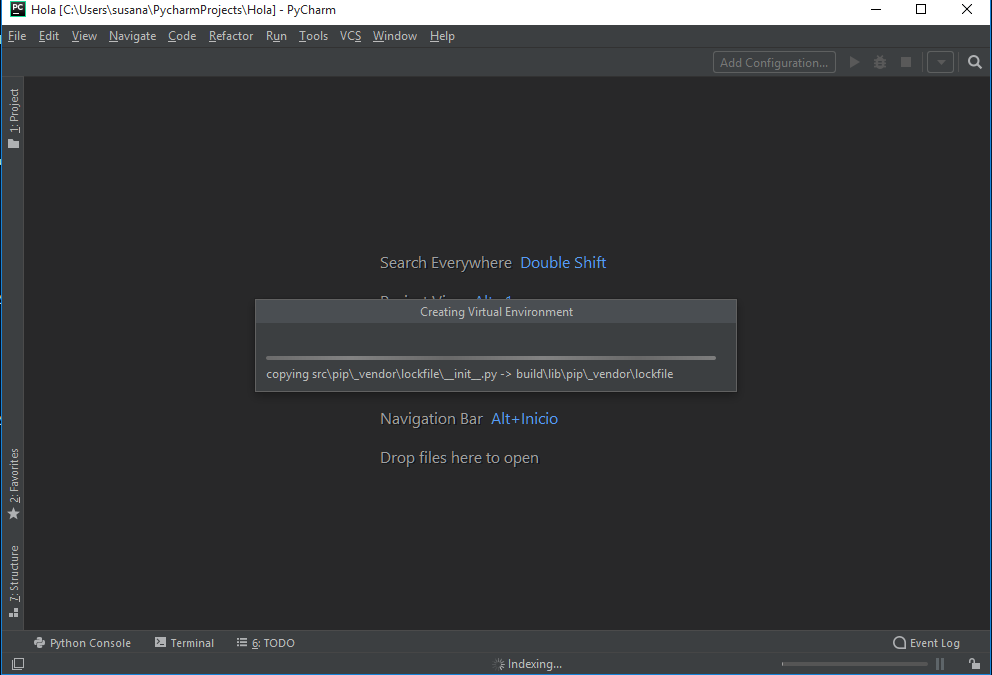 PC
Hola [C:\Users\susana\PycharmProjects\Hola] - PyCharm
File Edit View Navigate Code Refactor Run Tools VCS Window Help
Add Configuration...
1: Project
Search Everywhere Double Shift
Creating Virtual Environment
copying src\pip\_vendor\lockfile\__init__.py -> build\lib\pip\_vendor\lockfile
Navigation Bar Alt+Inicio
Drop files here to open
2: Favorites
7: Structure
Python Console Terminal 6: TODO Event Log
Indexing...